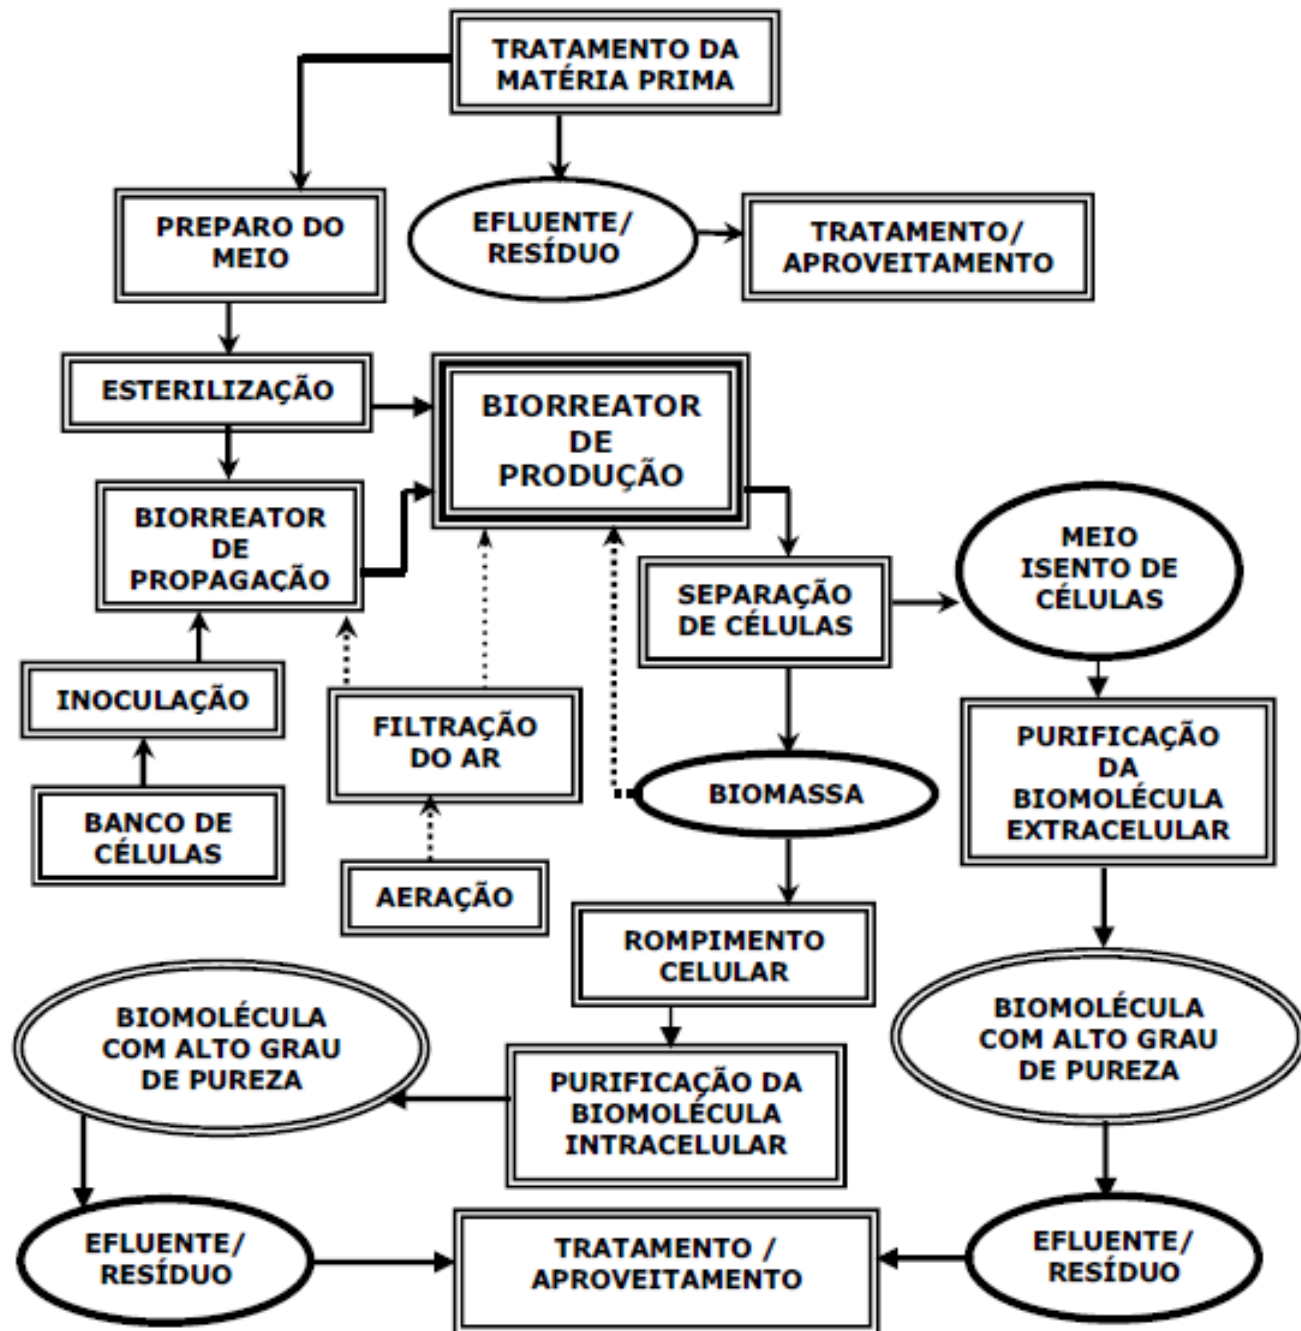 TRATAMENTO DA
MATÉRIA PRIMA
PREPARO DO
MEIO
EFLUENTE/
RESÍDUO
TRATAMENTO/
APROVEITAMENTO
ESTERILIZAÇÃO
BIORREATOR
DE
PRODUÇÃO
BIORREATOR
DE
PROPAGAÇÃO
MEIO
ISENTO DE
CÉLULAS
SEPARAÇÃO
DE CÉLULAS
INOCULAÇÃO
FILTRAÇÃO
DO AR
PURIFICAÇÃO
DA
BIOMOLÉCULA
EXTRACELULAR
BIOMASSA
BANCO DE
CÉLULAS
AERAÇÃO
ROMPIMENTO
CELULAR
BIOMOLÉCULA
COM ALTO GRAU
DE PUREZA
BIOMOLÉCULA
COM ALTO GRAU
DE PUREZA
PURIFICAÇÃO DA
BIOMOLÉCULA
INTRACELULAR
EFLUENTE/
RESÍDUO
TRATAMENTO /
APROVEITAMENTO
EFLUENTE/
RESÍDUO